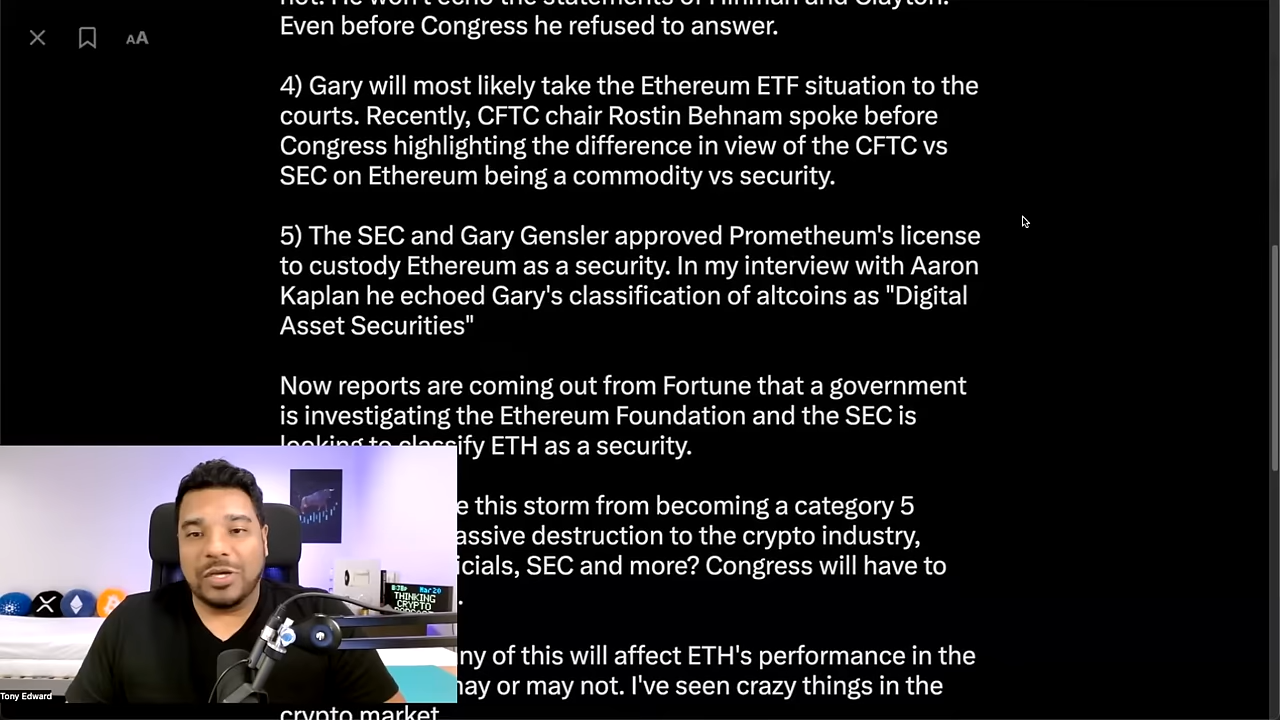 not. He won't echo the statements of Hinman and Clayton.
Even before Congress he refused to answer.
AA
4) Gary will most likely take the Ethereum ETF situation to the
courts. Recently, CFTC chair Rostin Behnam spoke before
Congress highlighting the difference in view of the CFTC vs
SEC on Ethereum being a commodity vs security.
5) The SEC and Gary Gensler approved Prometheum's license
to custody Ethereum as a security. In my interview with Aaron
Kaplan he echoed Gary's classification of altcoins as "Digital
Asset Securities"
Now reports are coming out from Fortune that a government
is investigating the Ethereum Foundation and the SEC is
looking to classify ETH as a security.
e this storm from becoming a category 5
assive destruction to the crypto industry,
icials, SEC and more? Congress will have to
.
ny of this will affect ETH's performance in the
nay or may not. I've seen crazy things in the
crypto market.
Mar20
THINKING
CRYPTO
Tony Edward